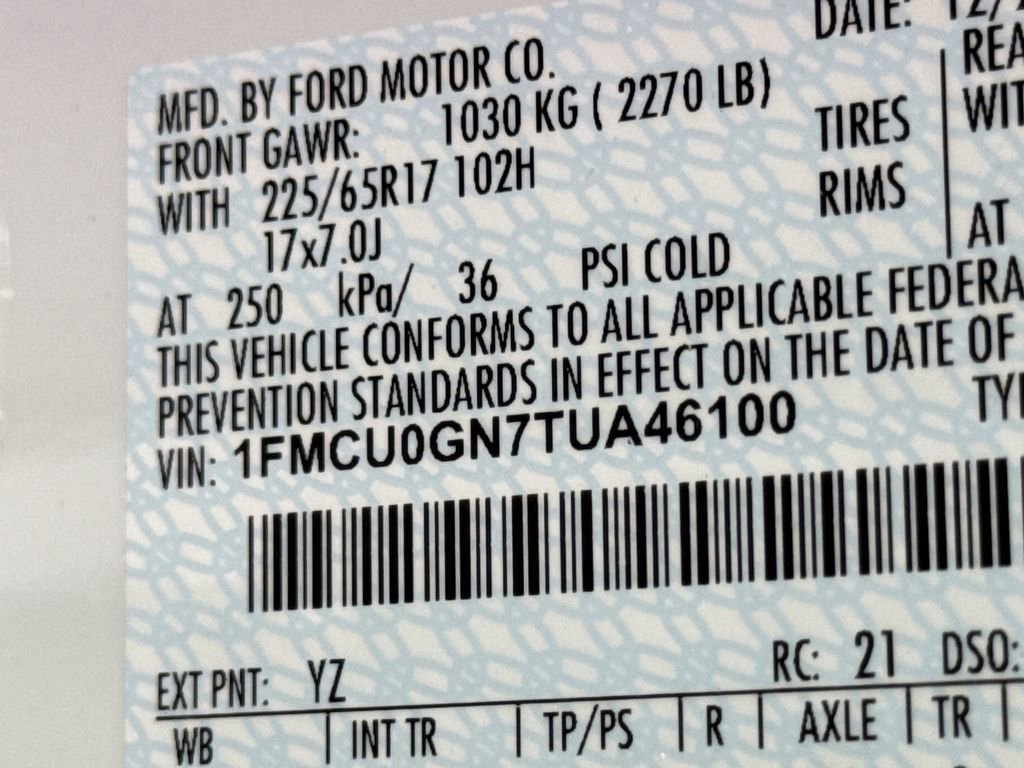 MFD. BY FORD MOTOR CO.
DATE: 12/
FRONT GAWR: 1030 KG ( 2270 LB)
WITH 225/65R17 102H TIRES
17x7.0J RIMS
AT 250 kPa/ 36 PSI COLD
AT
THIS VEHICLE CONFORMS TO ALL APPLICABLE FEDERA
PREVENTION STANDARDS IN EFFECT ON THE DATE OF
VIN: 1FMCU0GN7TUA46100
EXT PNT: YZ RC: 21 DSO:
WB INT TR TP/PS R AXLE TR